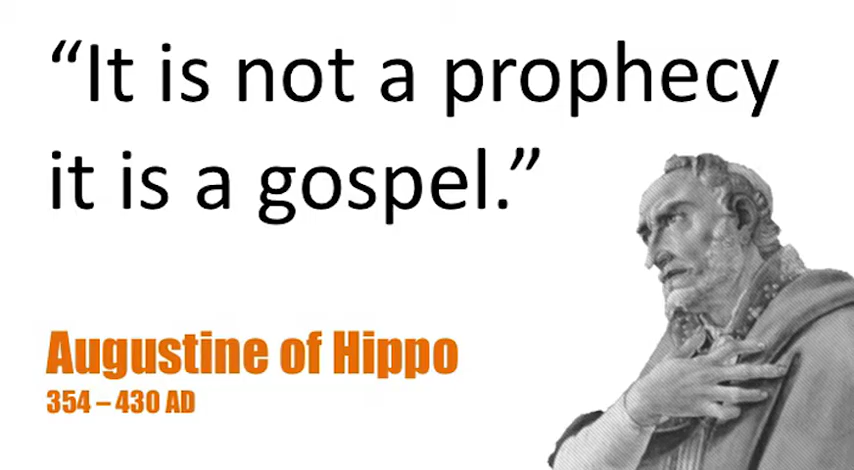 “It is not a prophecy
it is a gospel.”
Augustine of Hippo
354 – 430 AD